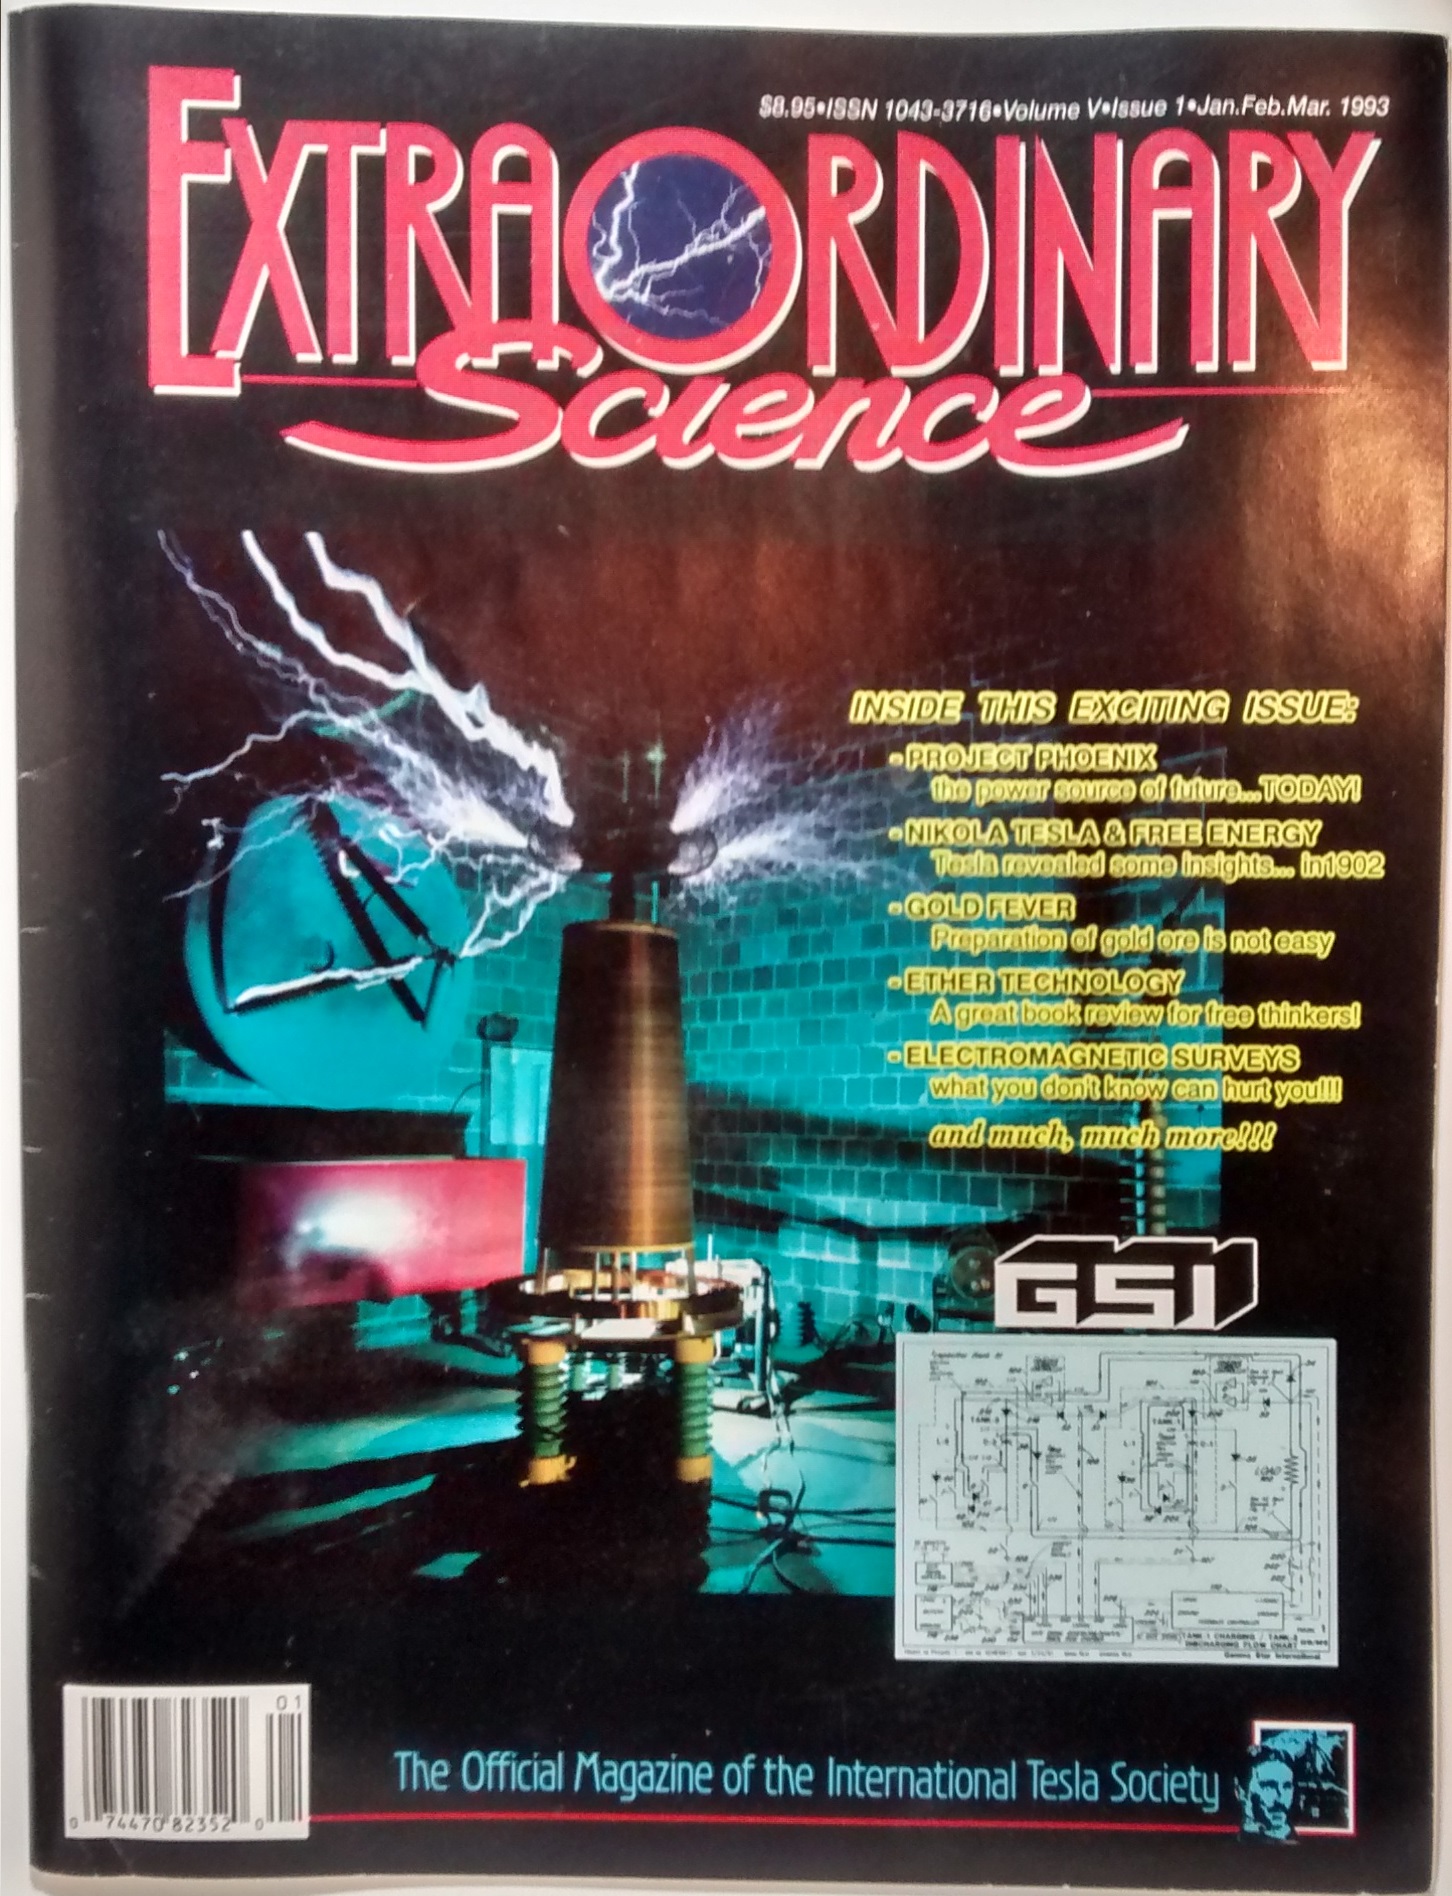 $8.95•ISSN 1043-3716•Volume V•Issue 1•Jan.Feb.Mar. 1993
EXTRAORDINARY
Science
INSIDE THIS EXCITING ISSUE:
- PROJECT PHOENIX
the power source of future...TODAY!
- NIKOLA TESLA & FREE ENERGY
Tesla revealed some insights... in1902
- GOLD FEVER
Preparation of gold ore is not easy
- ETHER TECHNOLOGY
A great book review for free thinkers!
- ELECTROMAGNETIC SURVEYS
what you don't know can hurt you!!!
and much, much more!!!
GSI
LOAD
TANK-1 CHARGING / TANK-2
DISCHARGING FLOW CHART
01
0 74470 82352 0
The Official Magazine of the International Tesla Society